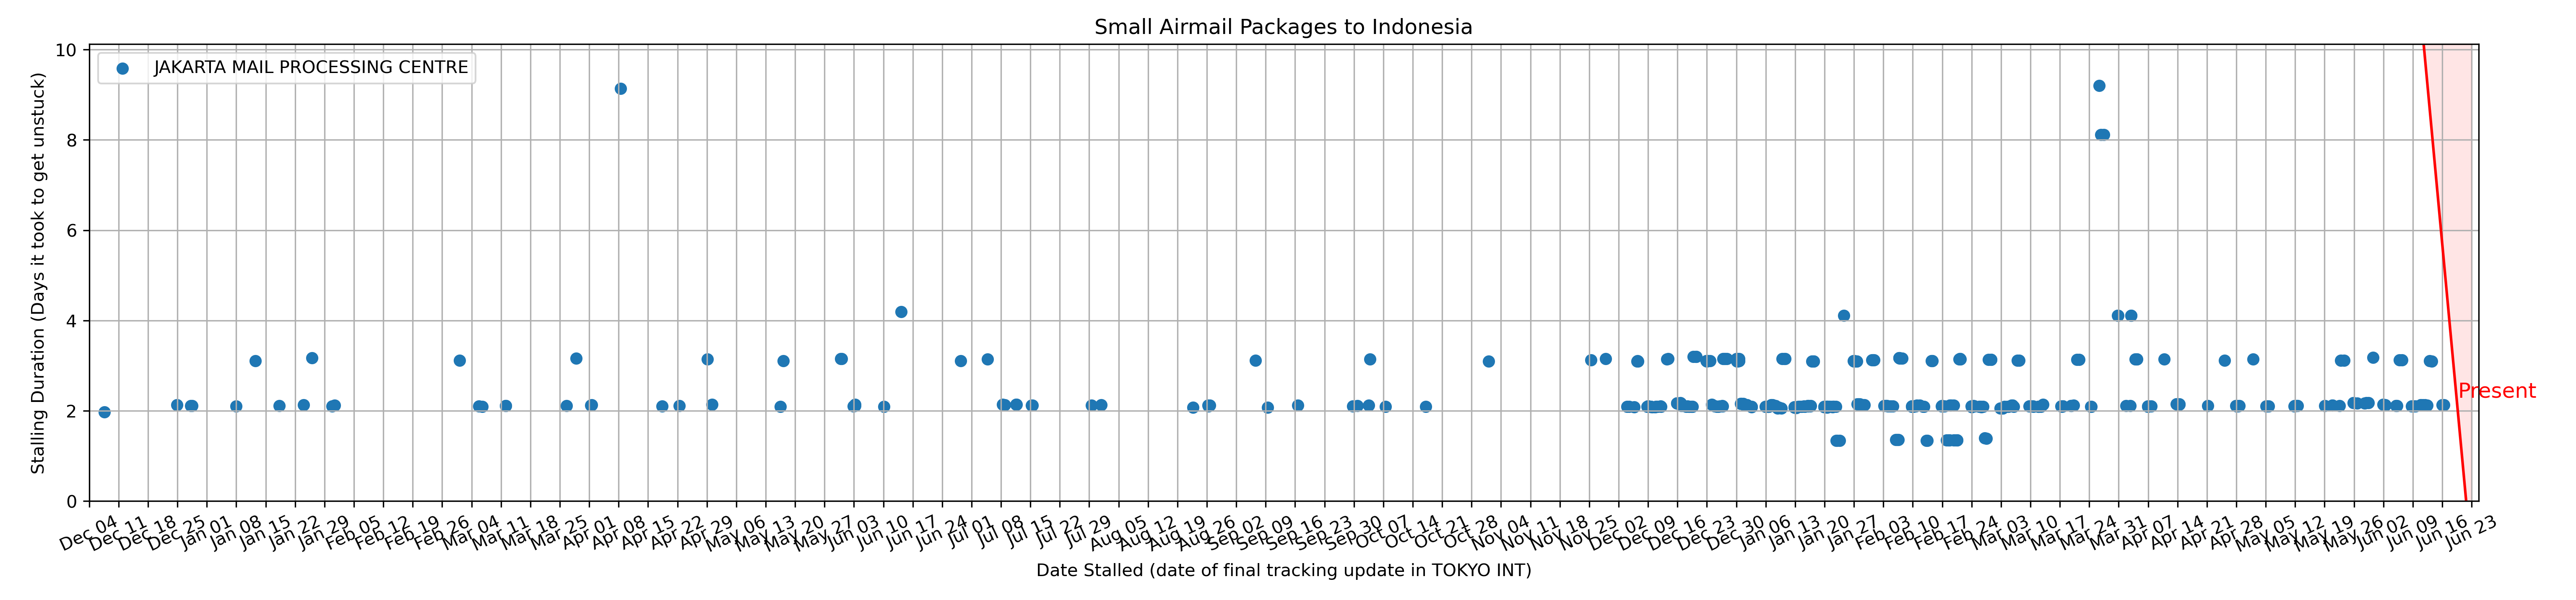 Small Airmail Packages to Indonesia
JAKARTA MAIL PROCESSING CENTRE
Stalling Duration (Days it took to get unstuck)
10
8
6
4
2
0
Present
Dec 04 Dec 11 Dec 18 Dec 25 Jan 01 Jan 08 Jan 15 Jan 22 Jan 29 Feb 05 Feb 12 Feb 19 Feb 26 Mar 04 Mar 11 Mar 18 Mar 25 Apr 01 Apr 08 Apr 15 Apr 22 Apr 29 May 06 May 13 May 20 May 27 Jun 03 Jun 10 Jun 17 Jun 24 Jul 01 Jul 08 Jul 15 Jul 22 Jul 29 Aug 05 Aug 12 Aug 19 Aug 26 Sep 02 Sep 09 Sep 16 Sep 23 Sep 30 Oct 07 Oct 14 Oct 21 Oct 28 Nov 04 Nov 11 Nov 18 Nov 25 Dec 02 Dec 09 Dec 16 Dec 23 Dec 30 Jan 06 Jan 13 Jan 20 Jan 27 Feb 03 Feb 10 Feb 17 Feb 24 Mar 03 Mar 10 Mar 17 Mar 24 Mar 31 Apr 07 Apr 14 Apr 21 Apr 28 May 05 May 12 May 19 May 26 Jun 02 Jun 09 Jun 16 Jun 23
Date Stalled (date of final tracking update in TOKYO INT)